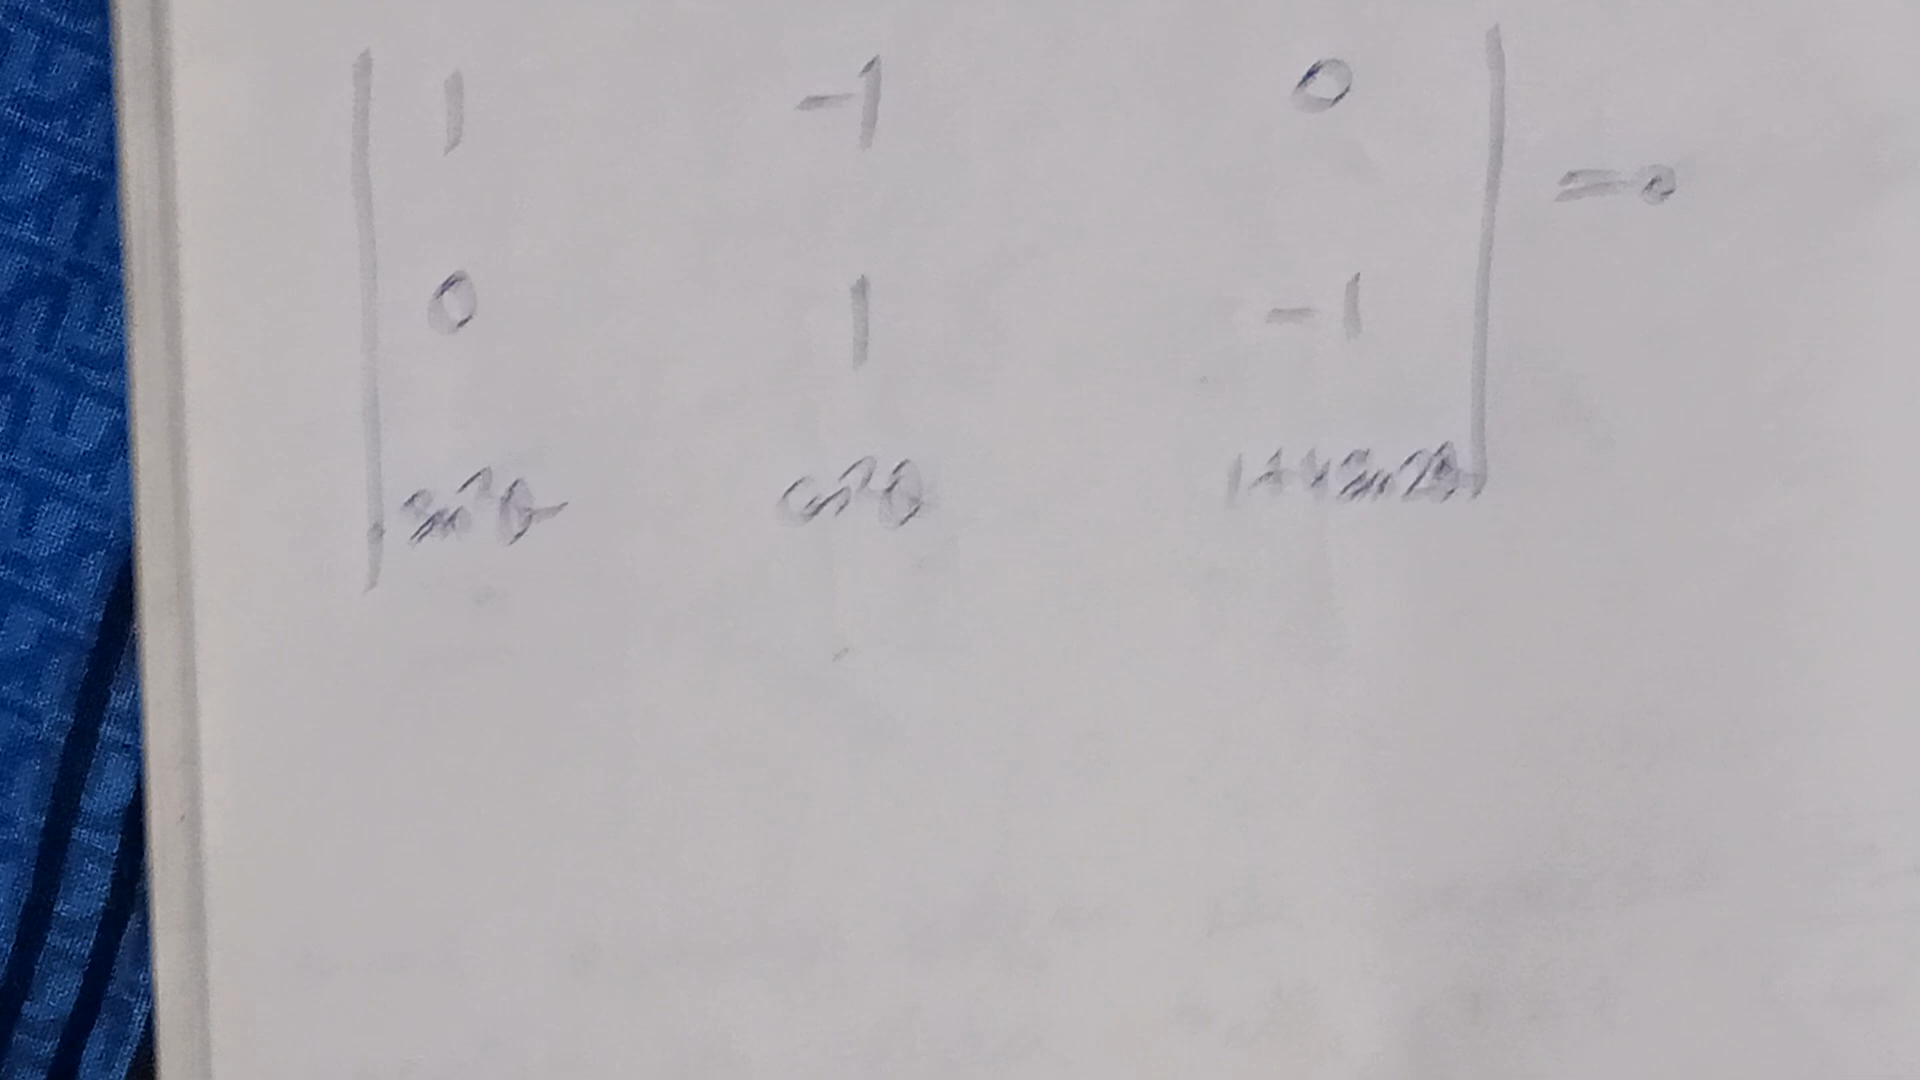 | 1 -1 0 | =0
| 0 1 -1 |
| sin²θ cos²θ 1+4sin2θ |